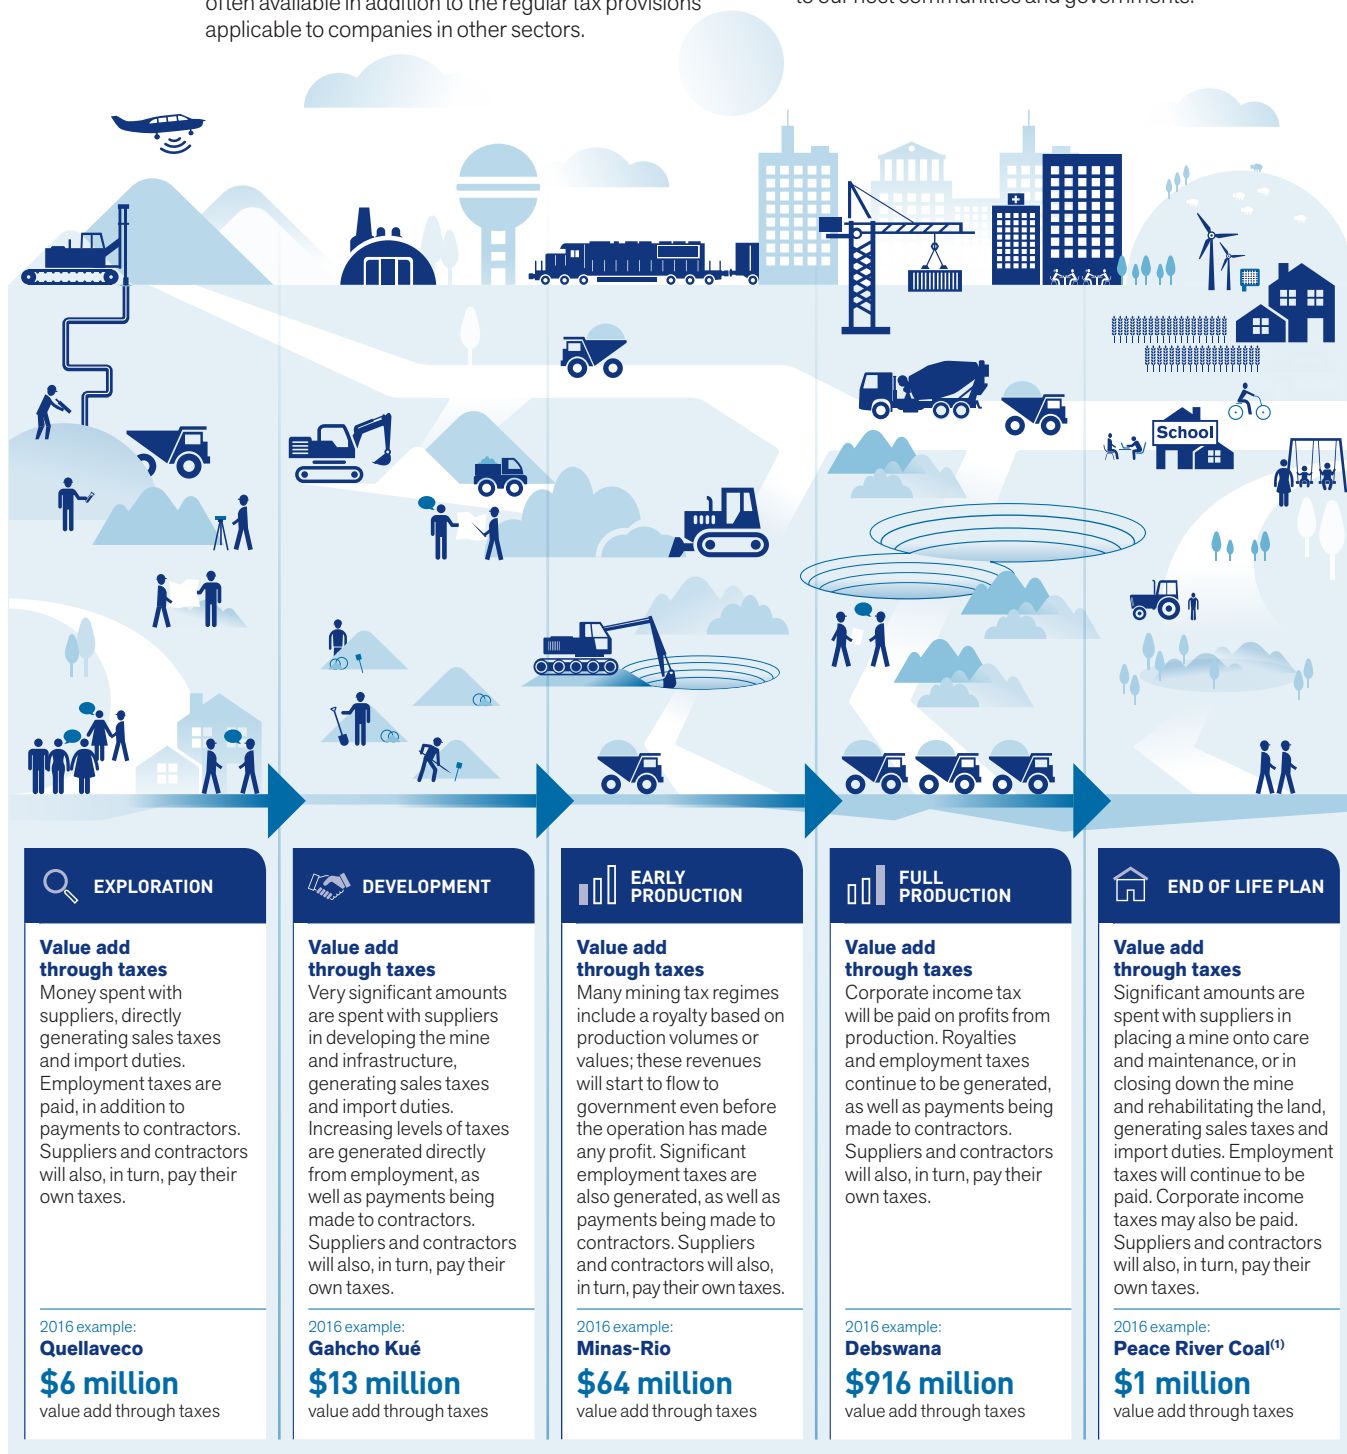 often available in addition to the regular tax provisions
applicable to companies in other sectors.
to our host communities and governments.
School
EXPLORATION
Value add
through taxes
Money spent with
suppliers, directly
generating sales taxes
and import duties.
Employment taxes are
paid, in addition to
payments to contractors.
Suppliers and contractors
will also, in turn, pay their
own taxes.
2016 example:
Quellaveco
$6 million
value add through taxes
DEVELOPMENT
Value add
through taxes
Very significant amounts
are spent with suppliers
in developing the mine
and infrastructure,
generating sales taxes
and import duties.
Increasing levels of taxes
are generated directly
from employment, as
well as payments being
made to contractors.
Suppliers and contractors
will also, in turn, pay their
own taxes.
2016 example:
Gahcho Kué
$13 million
value add through taxes
EARLY
PRODUCTION
Value add
through taxes
Many mining tax regimes
include a royalty based on
production volumes or
values; these revenues
will start to flow to
government even before
the operation has made
any profit. Significant
employment taxes are
also generated, as well as
payments being made to
contractors. Suppliers
and contractors will also,
in turn, pay their own taxes.
2016 example:
Minas-Rio
$64 million
value add through taxes
FULL
PRODUCTION
Value add
through taxes
Corporate income tax
will be paid on profits from
production. Royalties
and employment taxes
continue to be generated,
as well as payments being
made to contractors.
Suppliers and contractors
will also, in turn, pay their
own taxes.
2016 example:
Debswana
$916 million
value add through taxes
END OF LIFE PLAN
Value add
through taxes
Significant amounts are
spent with suppliers in
placing a mine onto care
and maintenance, or in
closing down the mine
and rehabilitating the land,
generating sales taxes and
import duties. Employment
taxes will continue to be
paid. Corporate income
taxes may also be paid.
Suppliers and contractors
will also, in turn, pay their
own taxes.
2016 example:
Peace River Coal(1)
$1 million
value add through taxes